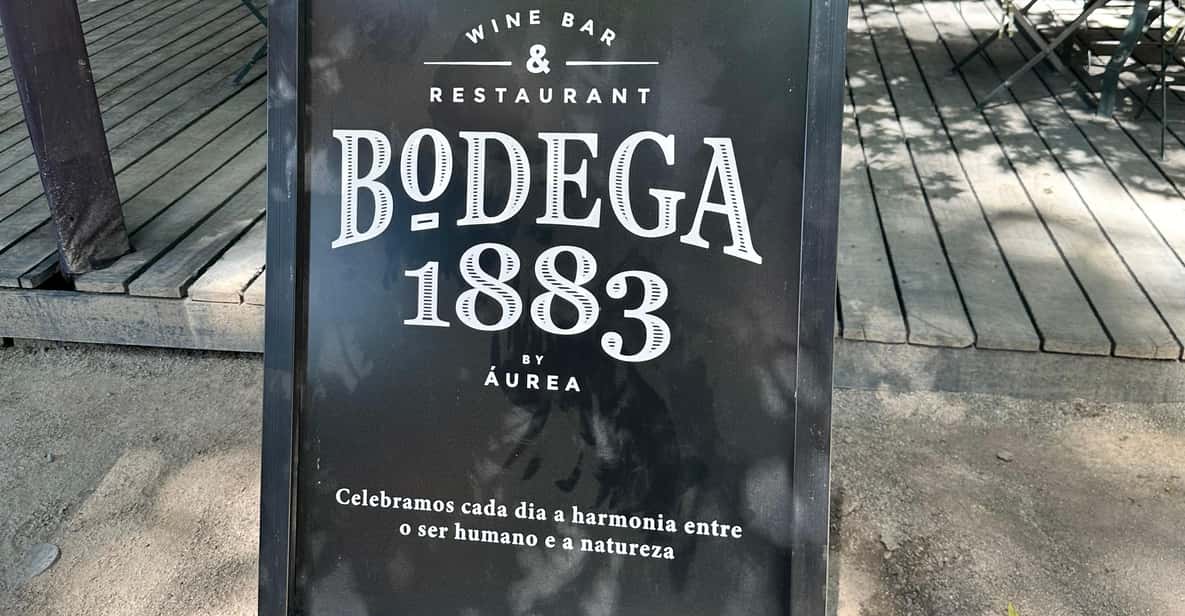 WINE BAR
&
RESTAURANT
BODEGA
1883
BY
ÁUREA
Celebramos cada dia a harmonia entre
o ser humano e a natureza